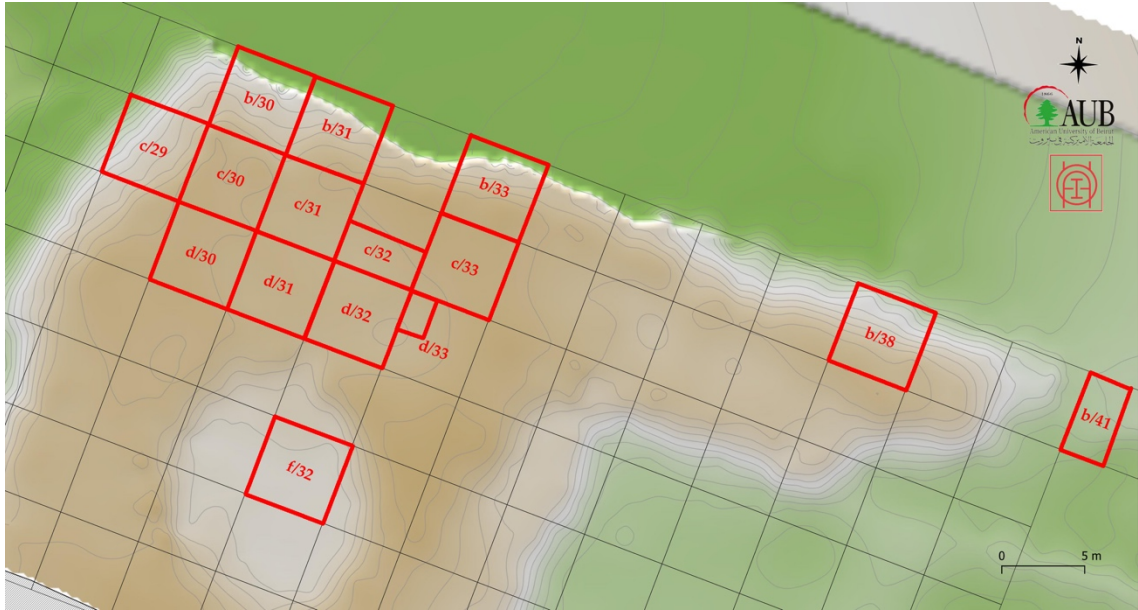 N
1866
AUB
American University of Beirut
الجامعة الأميركية في بيروت
b/30
b/31
c/29
c/30
b/33
c/31
c/32
c/33
d/30
d/31
d/32
d/33
b/38
b/41
f/32
0 5 m